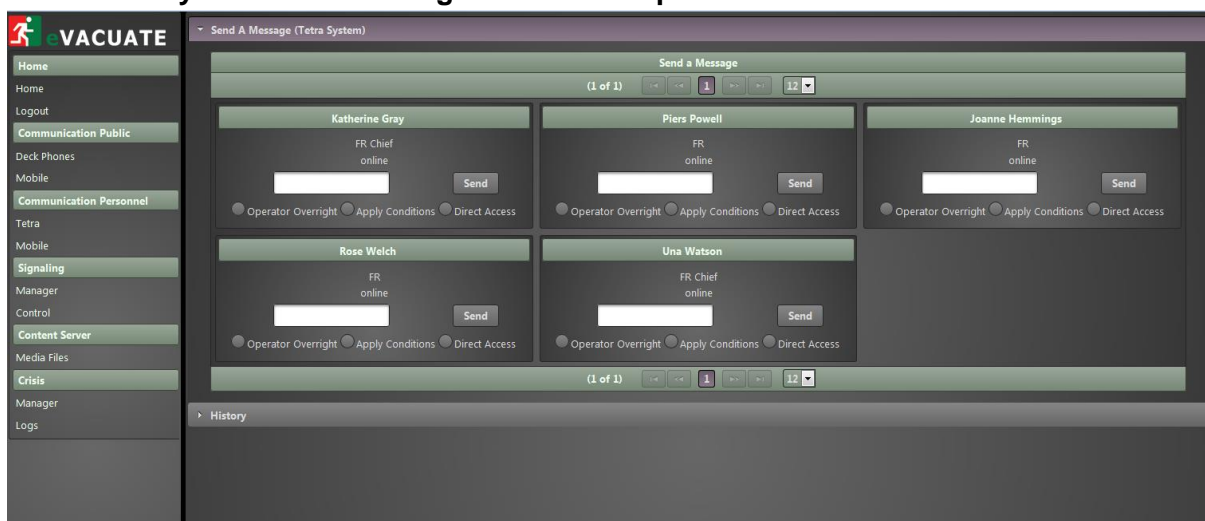 eVACUATE
Home
Home
Logout
Communication Public
Deck Phones
Mobile
Communication Personnel
Tetra
Mobile
Signaling
Manager
Control
Content Server
Media Files
Crisis
Manager
Logs
Send A Message (Tetra System)
Send a Message
(1 of 1) 1 12
Katherine Gray
FR Chief
online
Send
Operator Overright Apply Conditions Direct Access
Piers Powell
FR
online
Send
Operator Overright Apply Conditions Direct Access
Joanne Hemmings
FR
online
Send
Operator Overright Apply Conditions Direct Access
Rose Welch
FR
online
Send
Operator Overright Apply Conditions Direct Access
Una Watson
FR Chief
online
Send
Operator Overright Apply Conditions Direct Access
(1 of 1) 1 12
History